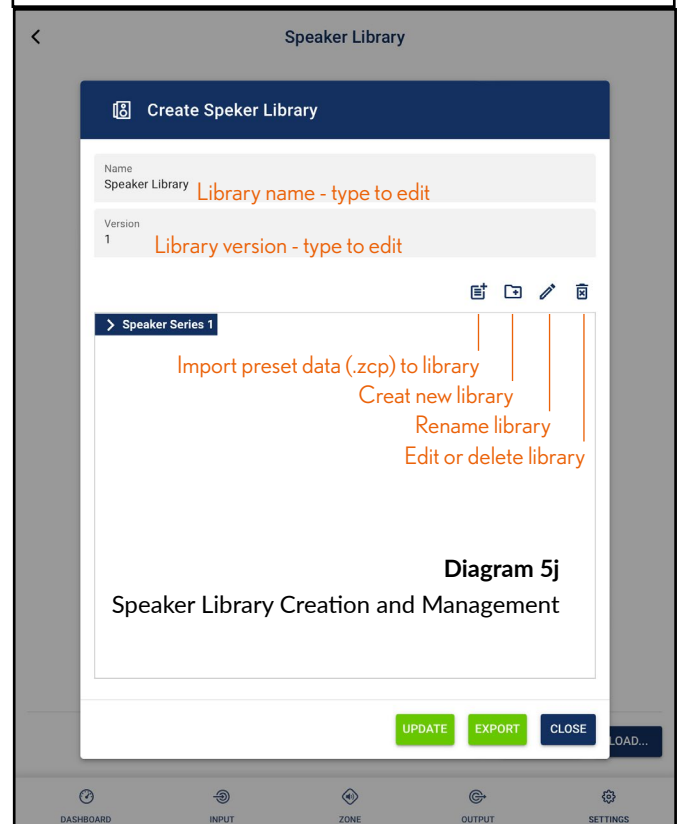 Speaker Library
Create Speker Library
Name
Speaker Library
Library name - type to edit
Version
1
Library version - type to edit
Speaker Series 1
Import preset data (.zcp) to library
Creat new library
Rename library
Edit or delete library
Diagram 5j
Speaker Library Creation and Management
UPDATE EXPORT CLOSE
LOAD...
DASHBOARD INPUT ZONE OUTPUT SETTINGS